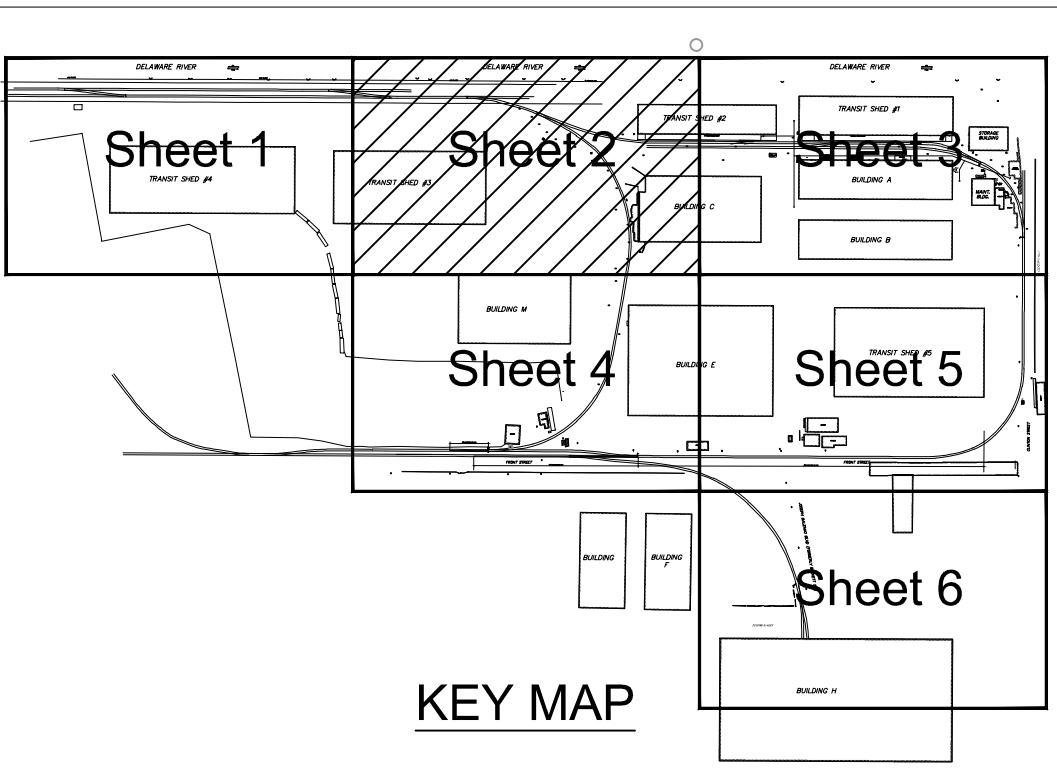 DELAWARE RIVER
DELAWARE RIVER
DELAWARE RIVER
TRANSIT SHED #2
TRANSIT SHED #1
STORAGE
BUILDING
Sheet 1
Sheet 2
Sheet 3
TRANSIT SHED #4
TRANSIT SHED #3
BUILDING A
MAINT.
BLDG.
BUILDING C
BUILDING B
BUILDING M
TRANSIT SHED #5
Sheet 4
BUILDING E
Sheet 5
CLINTON STREET
FRONT STREET
FRONT STREET
BUILDING
BUILDING
F
Sheet 6
BUILDING H
KEY MAP